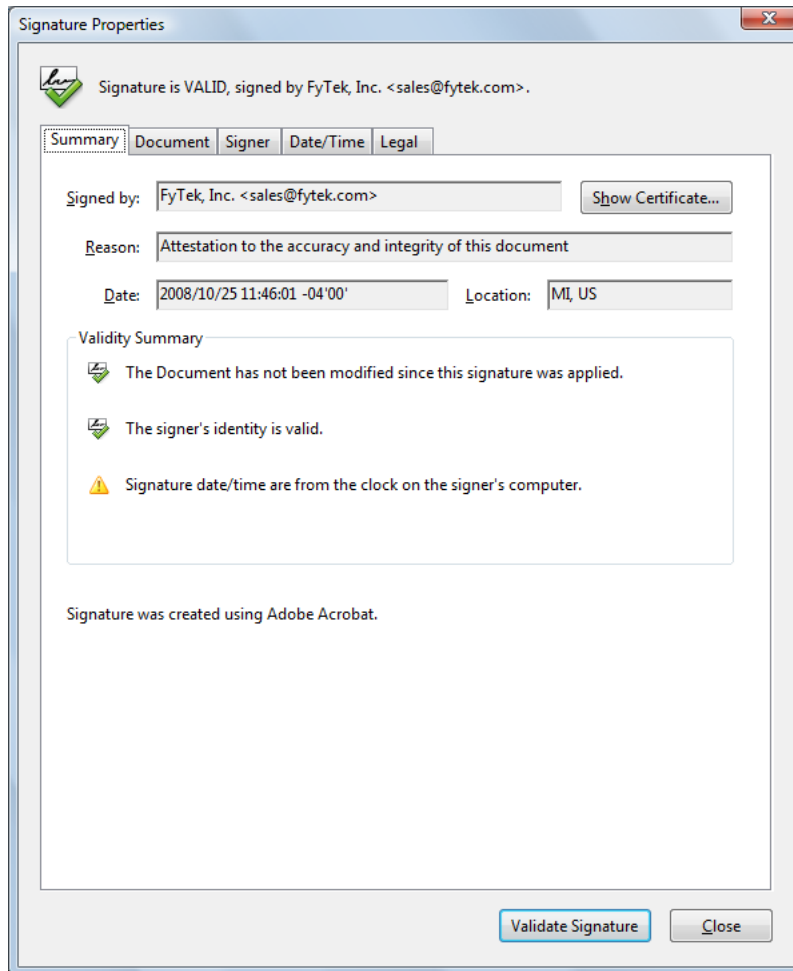 Signature Properties
Signature is VALID, signed by FyTek, Inc. <sales@fytek.com>.
Summary Document Signer Date/Time Legal
Signed by: FyTek, Inc. <sales@fytek.com> Show Certificate...
Reason: Attestation to the accuracy and integrity of this document
Date: 2008/10/25 11:46:01 -04'00' Location: MI, US
Validity Summary
The Document has not been modified since this signature was applied.
The signer's identity is valid.
Signature date/time are from the clock on the signer's computer.
Signature was created using Adobe Acrobat.
Validate Signature Close